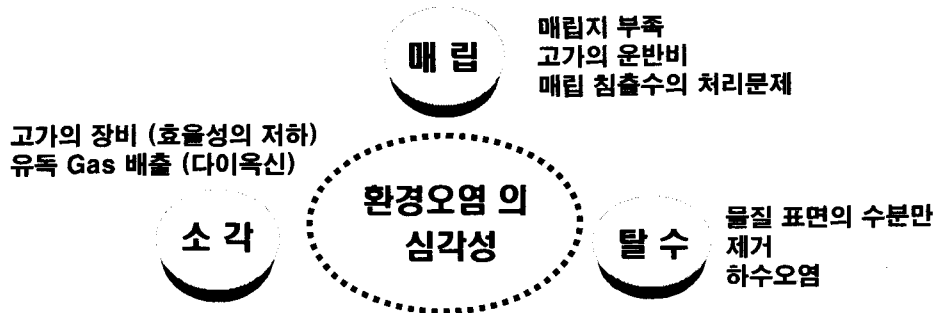 매립
매립지 부족
고가의 운반비
매립 침출수의 처리문제
고가의 장비 (효율성의 저하)
유독 Gas 배출 (다이옥신)
소각
환경오염 의
심각성
탈수
물질 표면의 수분만
제거
하수오염